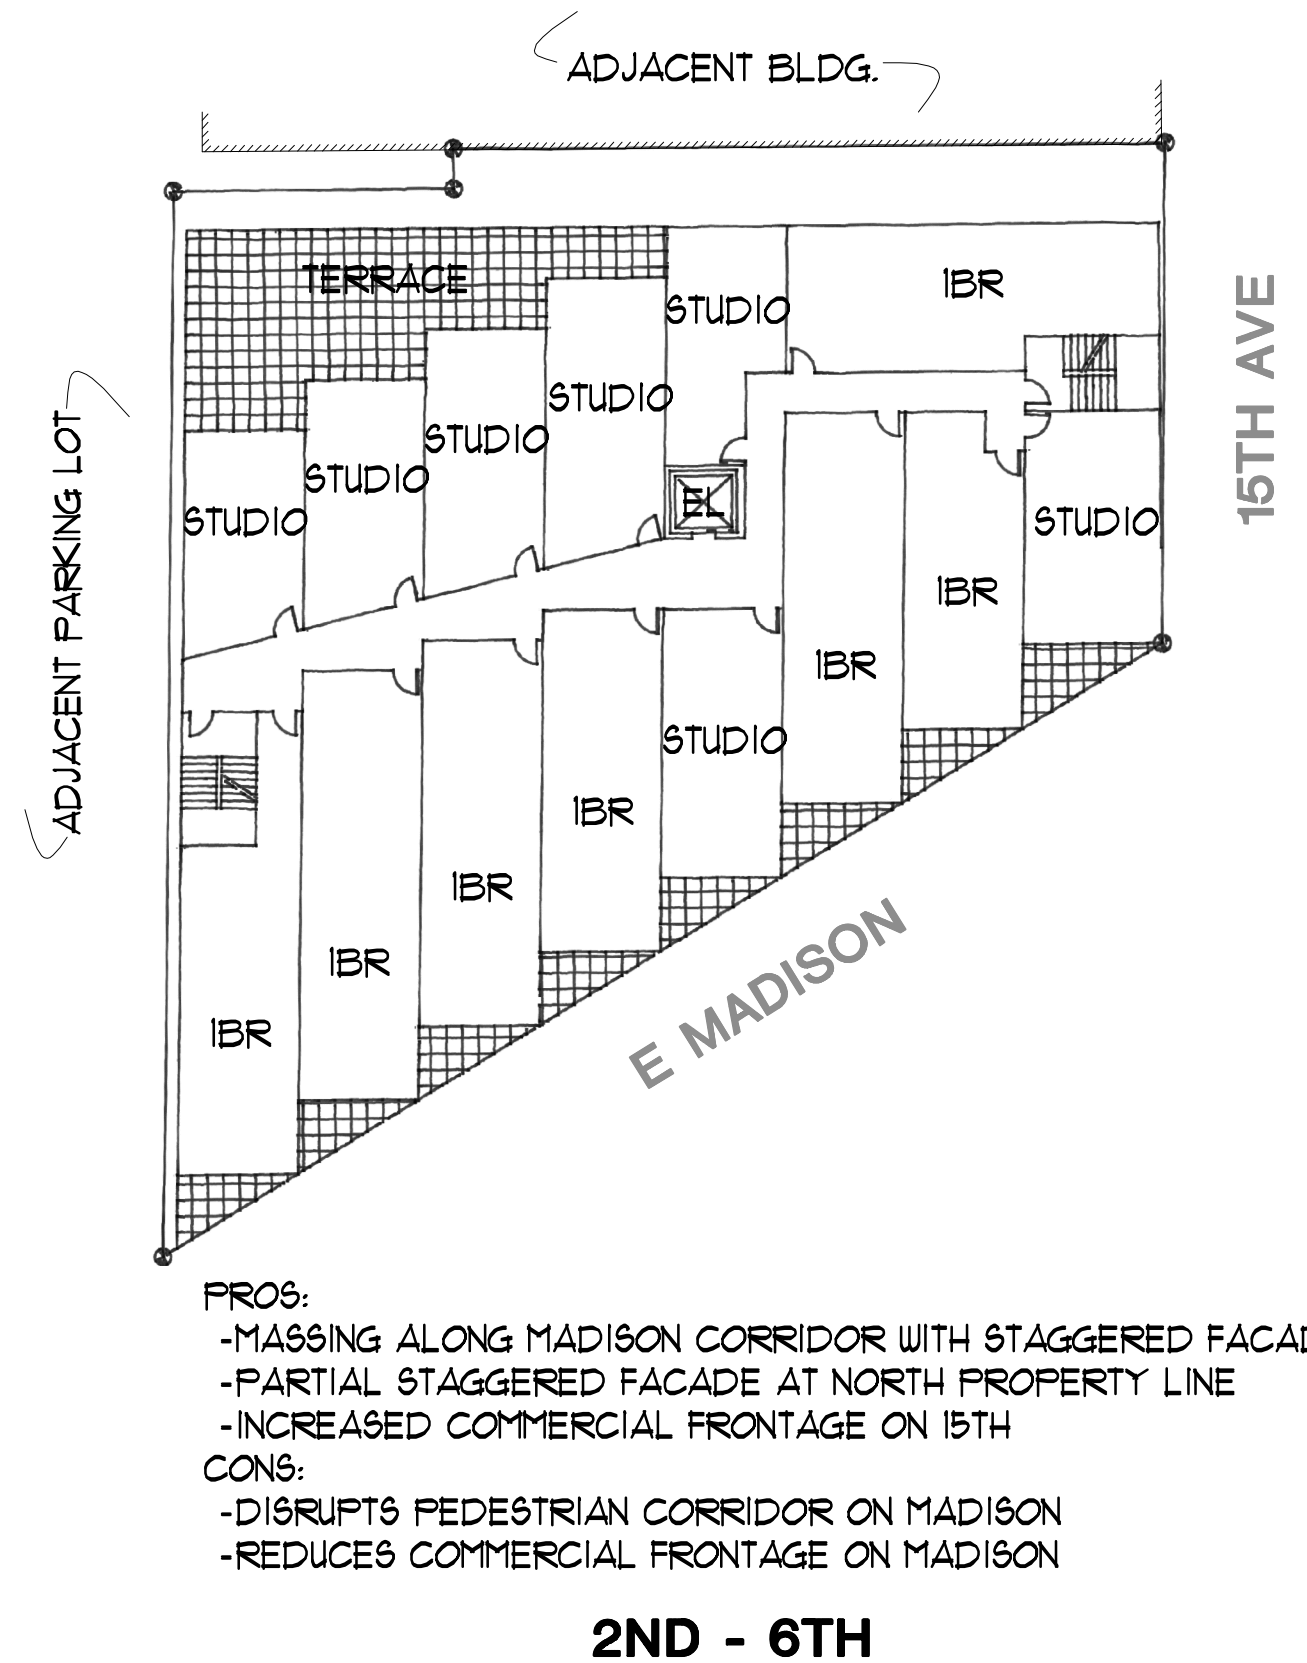 ADJACENT BLDG.
TERRACE
1BR
STUDIO
15TH AVE
STUDIO
ADJACENT PARKING LOT
STUDIO
STUDIO
EL
STUDIO
STUDIO
1BR
1BR
STUDIO
1BR
1BR
1BR
1BR
E MADISON
PROS:
-MASSING ALONG MADISON CORRIDOR WITH STAGGERED FACAD
-PARTIAL STAGGERED FACADE AT NORTH PROPERTY LINE
-INCREASED COMMERCIAL FRONTAGE ON 15TH
CONS:
-DISRUPTS PEDESTRIAN CORRIDOR ON MADISON
-REDUCES COMMERCIAL FRONTAGE ON MADISON
2ND - 6TH